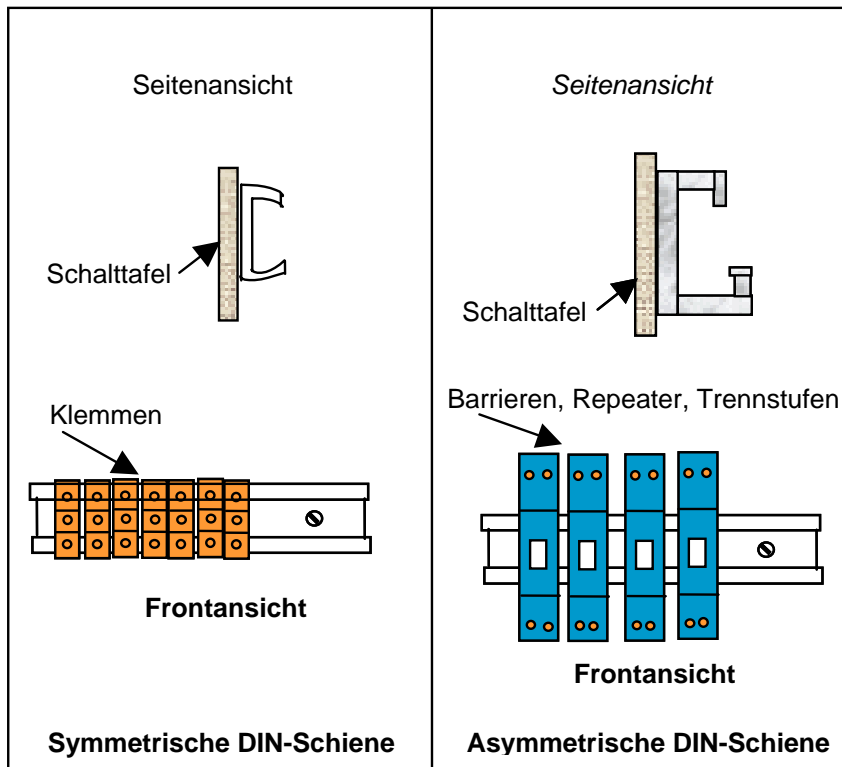 Seitenansicht
Schalttafel
Klemmen
Frontansicht
Symmetrische DIN-Schiene
Seitenansicht
Schalttafel
Barrieren, Repeater, Trennstufen
Frontansicht
Asymmetrische DIN-Schiene